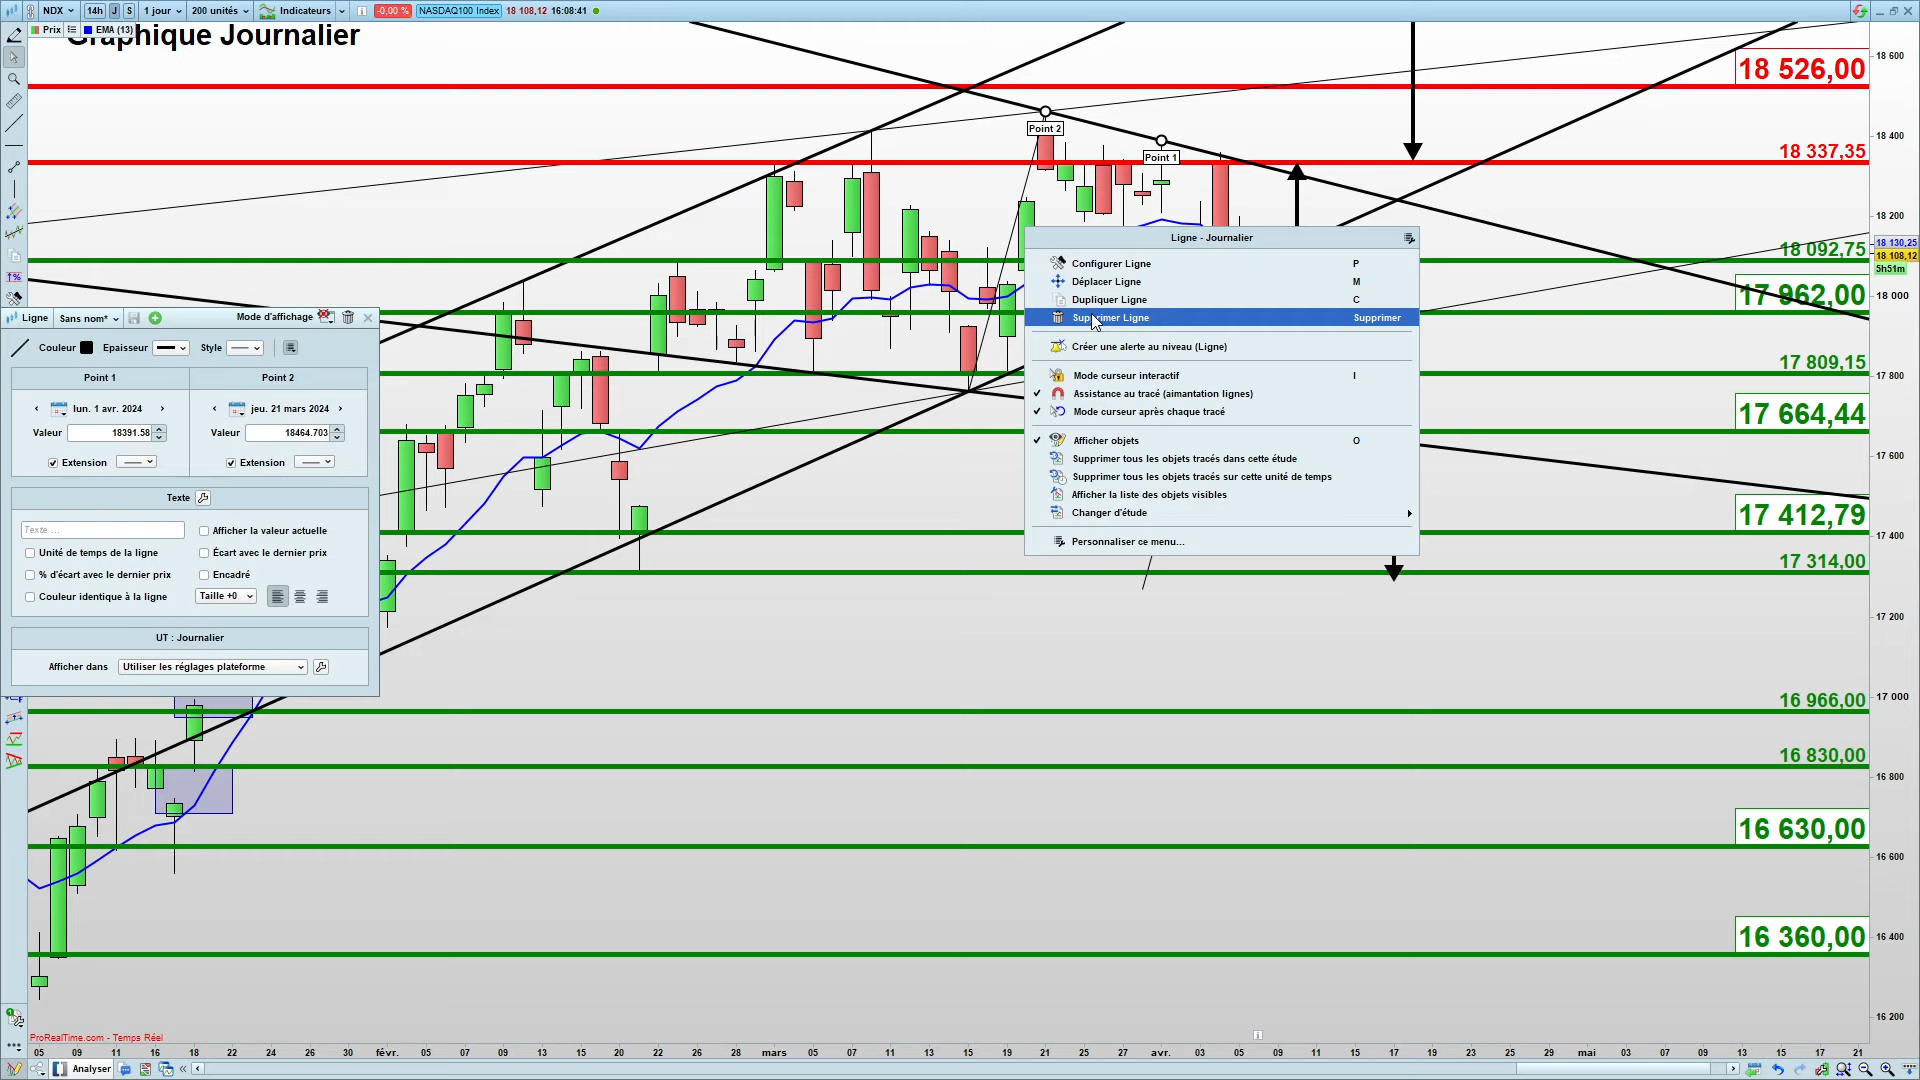 NDX
14h
J
S
1 jour
200 unités
Indicateurs
-0,00 %
NASDAQ100 Index
18 108,12
16:08:41
Prix
EMA (13)
Graphique Journalier
18 526,00
18 337,35
18 092,75
17 962,00
17 809,15
17 664,44
17 412,79
17 314,00
16 966,00
16 830,00
16 630,00
16 360,00
18 600
18 400
18 200
18 130,25
18 108,12
5h51m
18 000
17 800
17 600
17 400
17 200
17 000
16 800
16 600
16 400
16 200
Point 2
Point 1
Ligne - Journalier
Configurer Ligne P
Déplacer Ligne M
Dupliquer Ligne C
Supprimer Ligne Supprimer
Créer une alerte au niveau (Ligne)
Mode curseur interactif I
Assistance au tracé (aimantation lignes)
Mode curseur après chaque tracé
Afficher objets O
Supprimer tous les objets tracés dans cette étude
Supprimer tous les objets tracés sur cette unité de temps
Afficher la liste des objets visibles
Changer d'étude
Personnaliser ce menu...
Ligne
Sans nom*
Mode d'affichage
Couleur
Epaisseur
Style
Point 1
Point 2
lun. 1 avr. 2024
jeu. 21 mars 2024
Valeur 18391.58
Valeur 18464.703
Extension
Extension
Texte
Texte ...
Afficher la valeur actuelle
Unité de temps de la ligne
Écart avec le dernier prix
% d'écart avec le dernier prix
Encadré
Couleur identique à la ligne
Taille +0
UT : Journalier
Afficher dans
Utiliser les réglages plateforme
ProRealTime.com - Temps Réel
05 09 11 16 18 22 24 26 30 févr. 05 07 09 13 15 20 22 26 28 mars 05 07 11 13 15 19 21 25 27 avr. 03 05 09 11 15 17 19 23 25 29 mai 03 07 09 13 15 17 21
Analyser